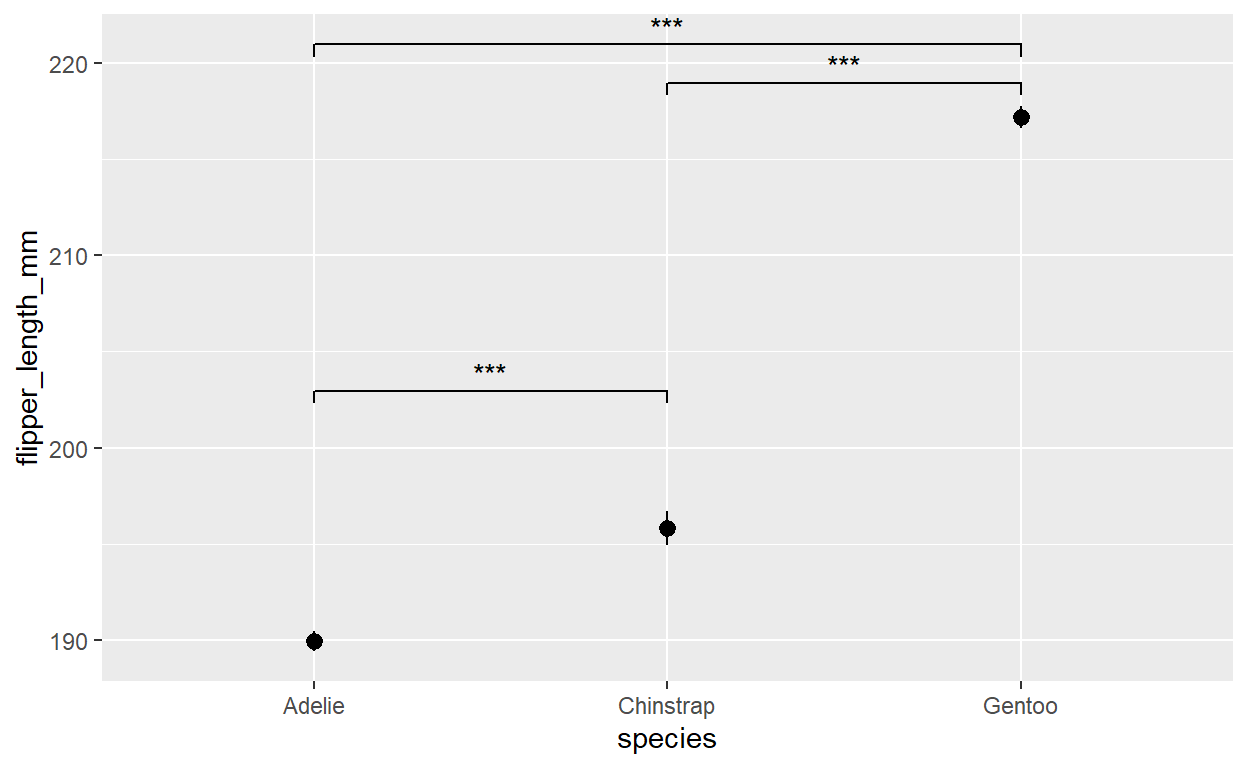 ***
220
***
210
***
200
190
flipper_length_mm
Adelie
Chinstrap
Gentoo
species